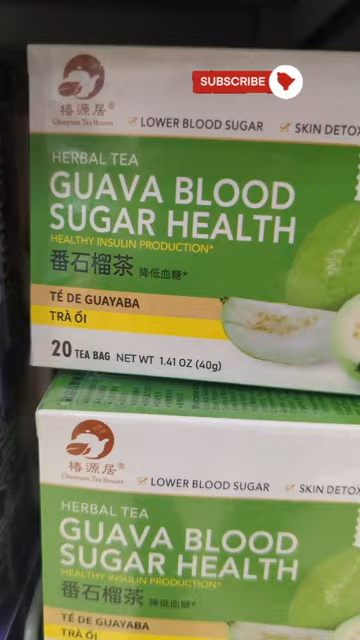 SUBSCRIBE
椿源居®
Chunyuan Tea House
LOWER BLOOD SUGAR
SKIN DETOX
HERBAL TEA
GUAVA BLOOD
SUGAR HEALTH
HEALTHY INSULIN PRODUCTION*
番石榴茶 降低血糖*
TÉ DE GUAYABA
TRÀ ỔI
20 TEA BAG NET WT 1.41 OZ (40g)
椿源居®
Chunyuan Tea House
LOWER BLOOD SUGAR
SKIN DETOX
HERBAL TEA
GUAVA BLOOD
SUGAR HEALTH
HEALTHY INSULIN PRODUCTION*
番石榴茶 降低血糖*
TÉ DE GUAYABA
TRÀ ỔI